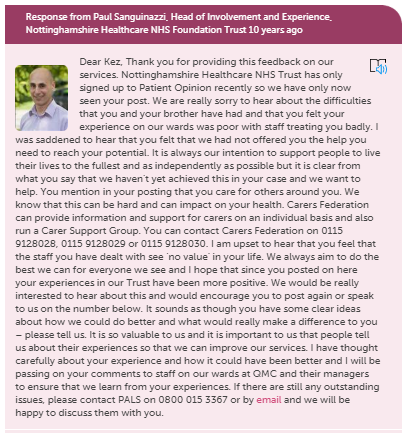 Response from Paul Sanguinazzi, Head of Involvement and Experience,
Nottinghamshire Healthcare NHS Foundation Trust 10 years ago
Dear Kez, Thank you for providing this feedback on our
services. Nottinghamshire Healthcare NHS Trust has only
signed up to Patient Opinion recently so we have only now
seen your post. We are really sorry to hear about the difficulties
that you and your brother have had and that you felt your
experience on our wards was poor with staff treating you badly. I
was saddened to hear that you felt that we had not offered you the help you
need to reach your potential. It is always our intention to support people to live
their lives to the fullest and as independently as possible but it is clear from
what you say that we haven't yet achieved this in your case and we want to
help. You mention in your posting that you care for others around you. We
know that this can be hard and can impact on your health. Carers Federation
can provide information and support for carers on an individual basis and also
run a Carer Support Group. You can contact Carers Federation on 0115
9128028, 0115 9128029 or 0115 9128030. I am upset to hear that you feel that
the staff you have dealt with see 'no value' in your life. We always aim to do the
best we can for everyone we see and I hope that since you posted on here
your experiences in our Trust have been more positive. We would be really
interested to hear about this and would encourage you to post again or speak
to us on the number below. It sounds as though you have some clear ideas
about how we could do better and what would really make a difference to you
– please tell us. It is so valuable to us and it is important to us that people tell
us about their experiences so that we can improve our services. I have thought
carefully about your experience and how it could have been better and I will be
passing on your comments to staff on our wards at QMC and their managers
to ensure that we learn from your experiences. If there are still any outstanding
issues, please contact PALS on 0800 015 3367 or by email and we will be
happy to discuss them with you.